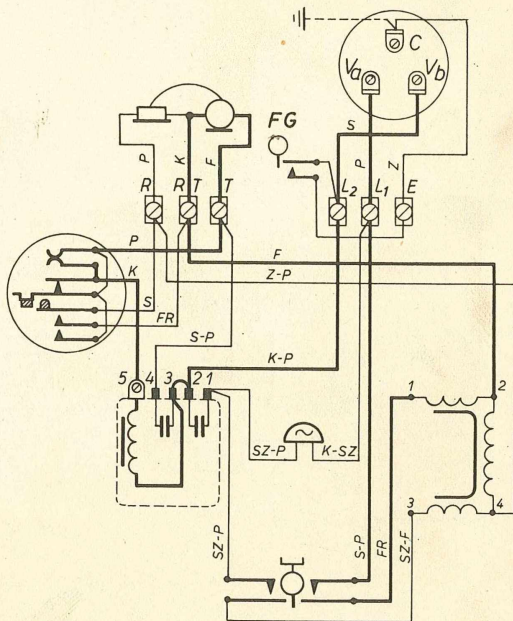 C
Va Vb
FG
S
P
Z
P
K
F
R R T T
L2 L1 E
P
K
S
FR
F
Z-P
S-P
K-P
5 4 3 2 1
1 2
SZ-P K-SZ
3 4
SZ-P
S-P
FR
SZ-F